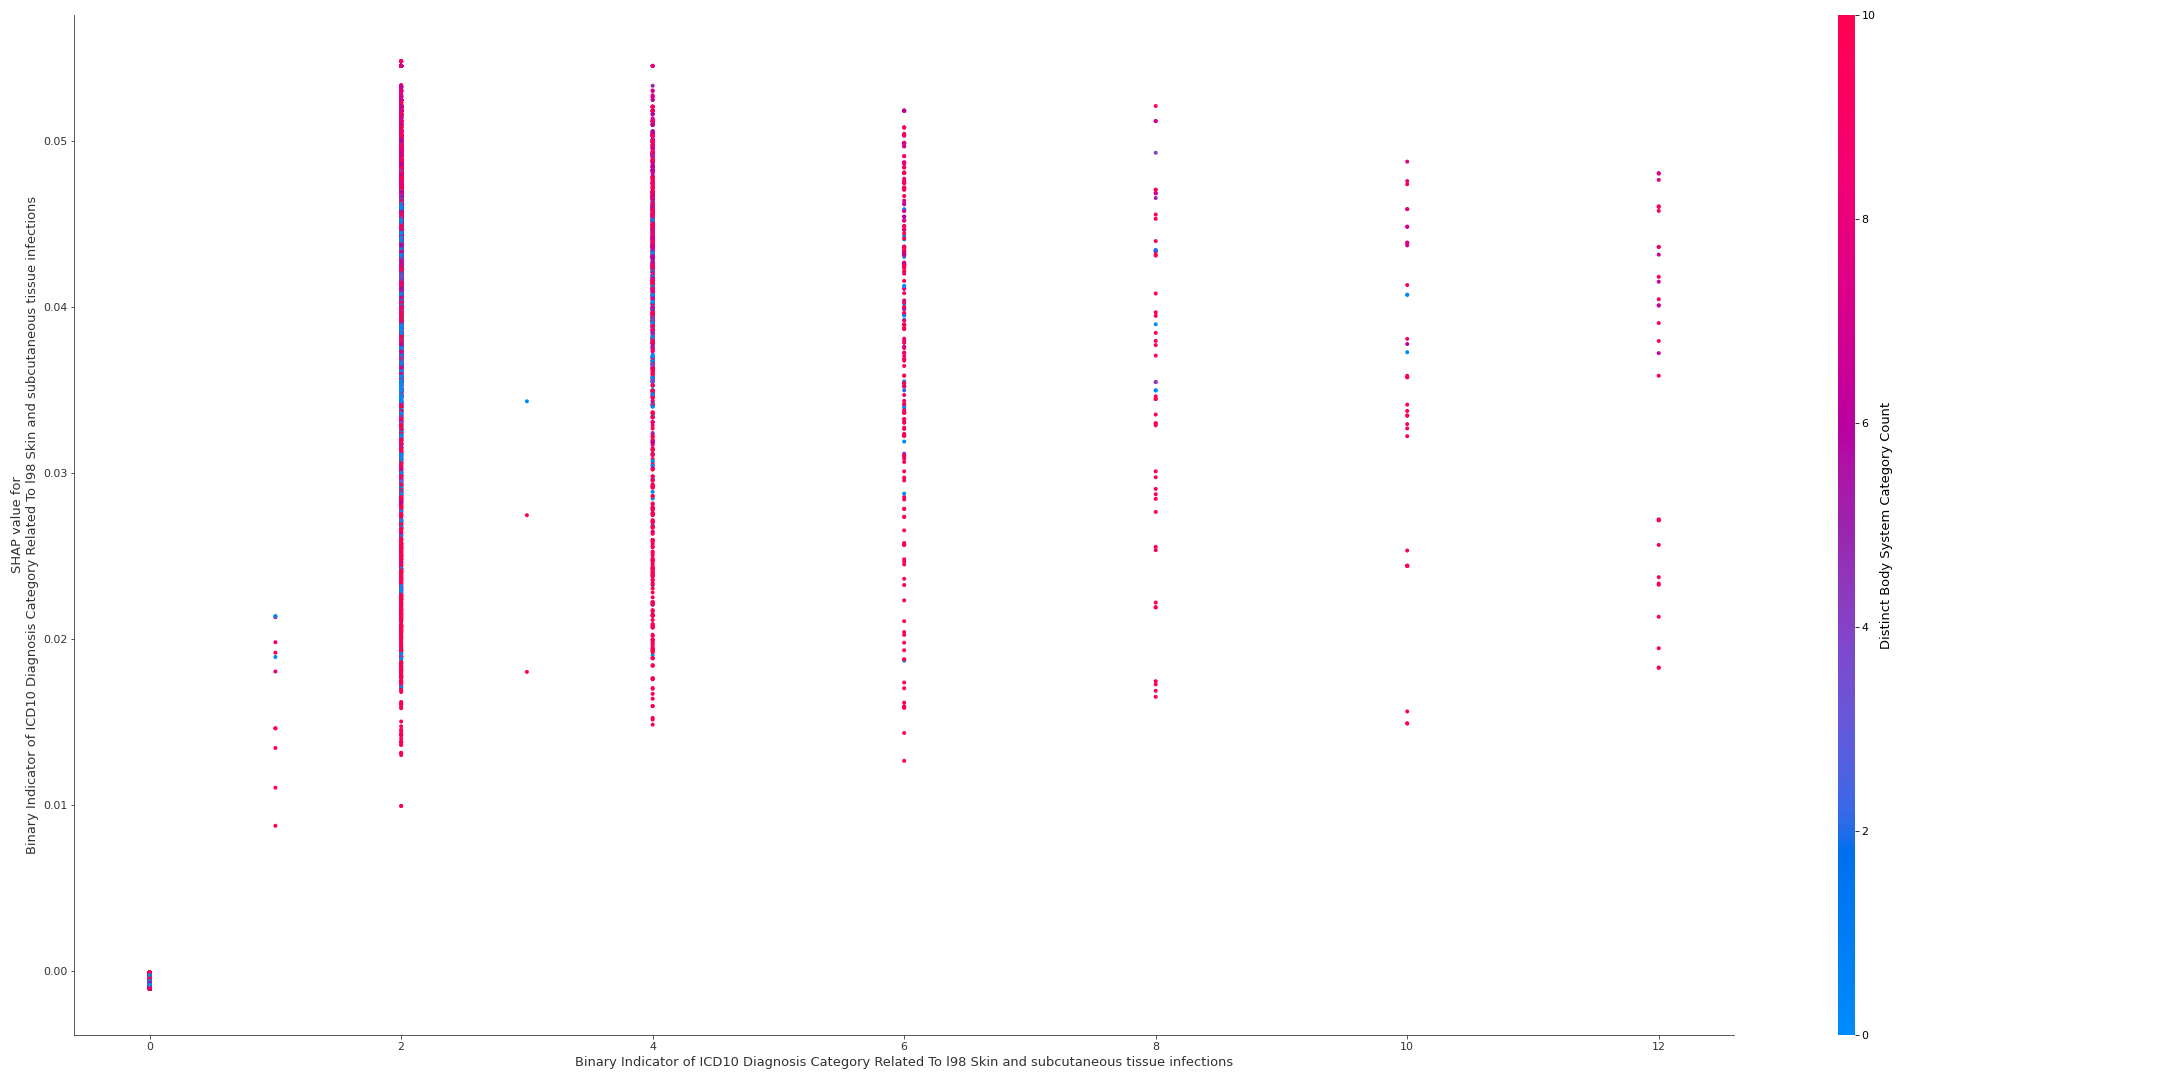 SHAP value for
Binary Indicator of ICD10 Diagnosis Category Related To l98 Skin and subcutaneous tissue infections
0.05
0.04
0.03
0.02
0.01
0.00
0 2 4 6 8 10 12
Binary Indicator of ICD10 Diagnosis Category Related To l98 Skin and subcutaneous tissue infections
10
8
6
4
2
0
Distinct Body System Category Count